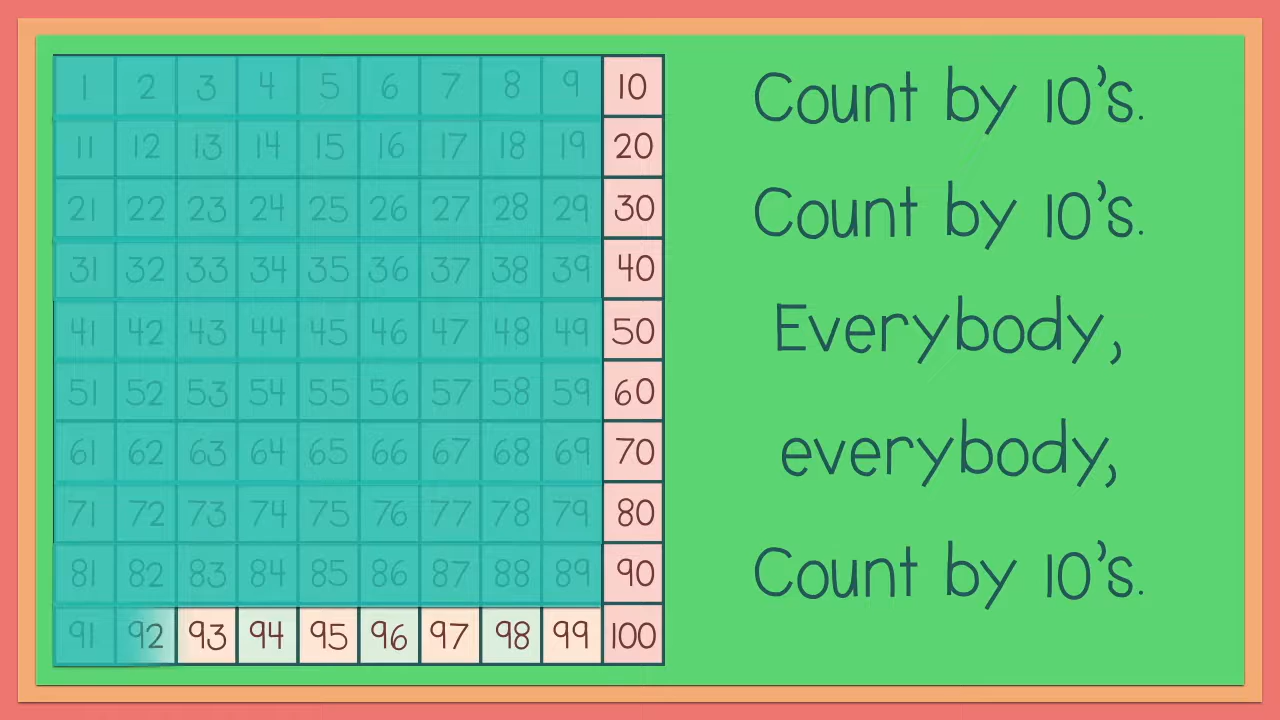 1 2 3 4 5 6 7 8 9 10
11 12 13 14 15 16 17 18 19 20
21 22 23 24 25 26 27 28 29 30
31 32 33 34 35 36 37 38 39 40
41 42 43 44 45 46 47 48 49 50
51 52 53 54 55 56 57 58 59 60
61 62 63 64 65 66 67 68 69 70
71 72 73 74 75 76 77 78 79 80
81 82 83 84 85 86 87 88 89 90
91 92 93 94 95 96 97 98 99 100
Count by 10's.
Count by 10's.
Everybody,
everybody,
Count by 10's.